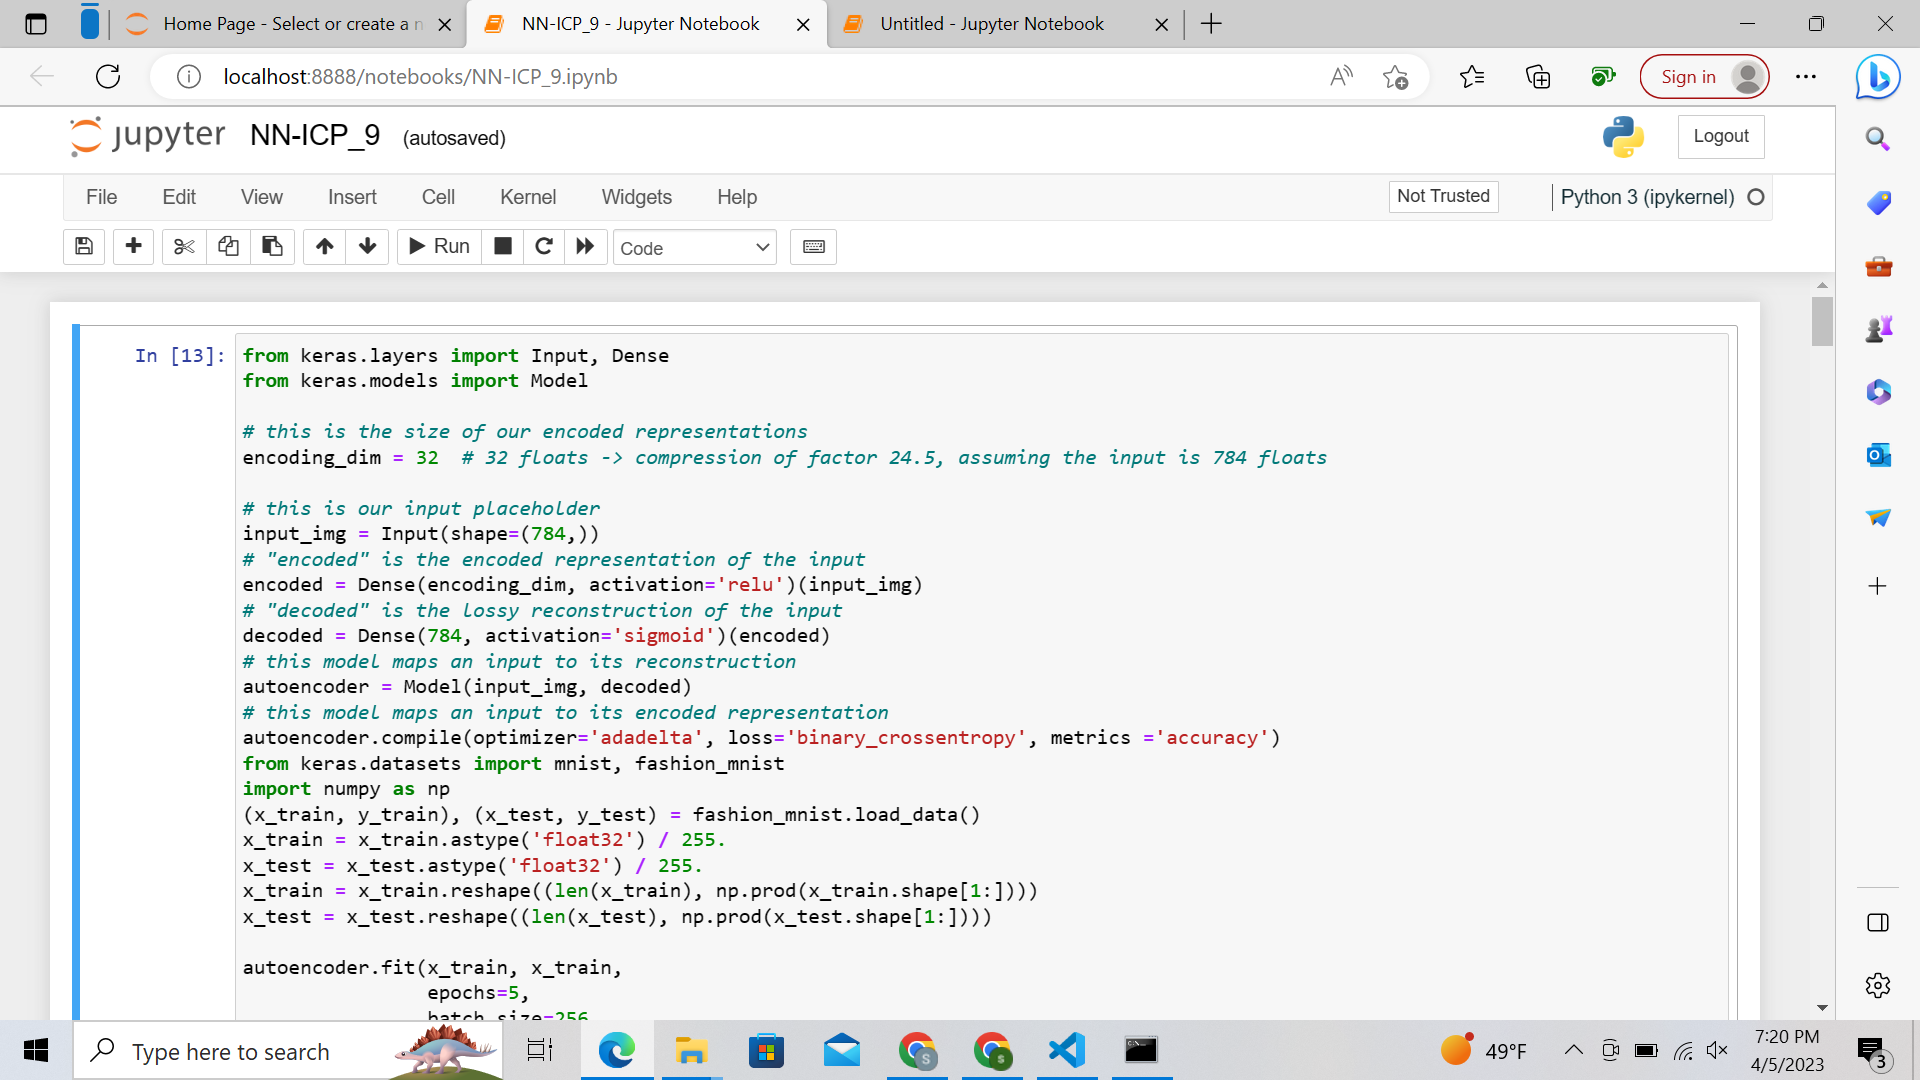 Home Page - Select or create a n
NN-ICP_9 - Jupyter Notebook
Untitled - Jupyter Notebook
localhost:8888/notebooks/NN-ICP_9.ipynb
Sign in
jupyter NN-ICP_9 (autosaved)
Logout
File Edit View Insert Cell Kernel Widgets Help
Not Trusted
Python 3 (ipykernel)
Run
Code
In [13]:
from keras.layers import Input, Dense
from keras.models import Model
# this is the size of our encoded representations
encoding_dim = 32  # 32 floats -> compression of factor 24.5, assuming the input is 784 floats
# this is our input placeholder
input_img = Input(shape=(784,))
# "encoded" is the encoded representation of the input
encoded = Dense(encoding_dim, activation='relu')(input_img)
# "decoded" is the lossy reconstruction of the input
decoded = Dense(784, activation='sigmoid')(encoded)
# this model maps an input to its reconstruction
autoencoder = Model(input_img, decoded)
# this model maps an input to its encoded representation
autoencoder.compile(optimizer='adadelta', loss='binary_crossentropy', metrics ='accuracy')
from keras.datasets import mnist, fashion_mnist
import numpy as np
(x_train, y_train), (x_test, y_test) = fashion_mnist.load_data()
x_train = x_train.astype('float32') / 255.
x_test = x_test.astype('float32') / 255.
x_train = x_train.reshape((len(x_train), np.prod(x_train.shape[1:])))
x_test = x_test.reshape((len(x_test), np.prod(x_test.shape[1:])))
autoencoder.fit(x_train, x_train,
epochs=5,
batch_size=256
Type here to search
49°F
7:20 PM
4/5/2023
3